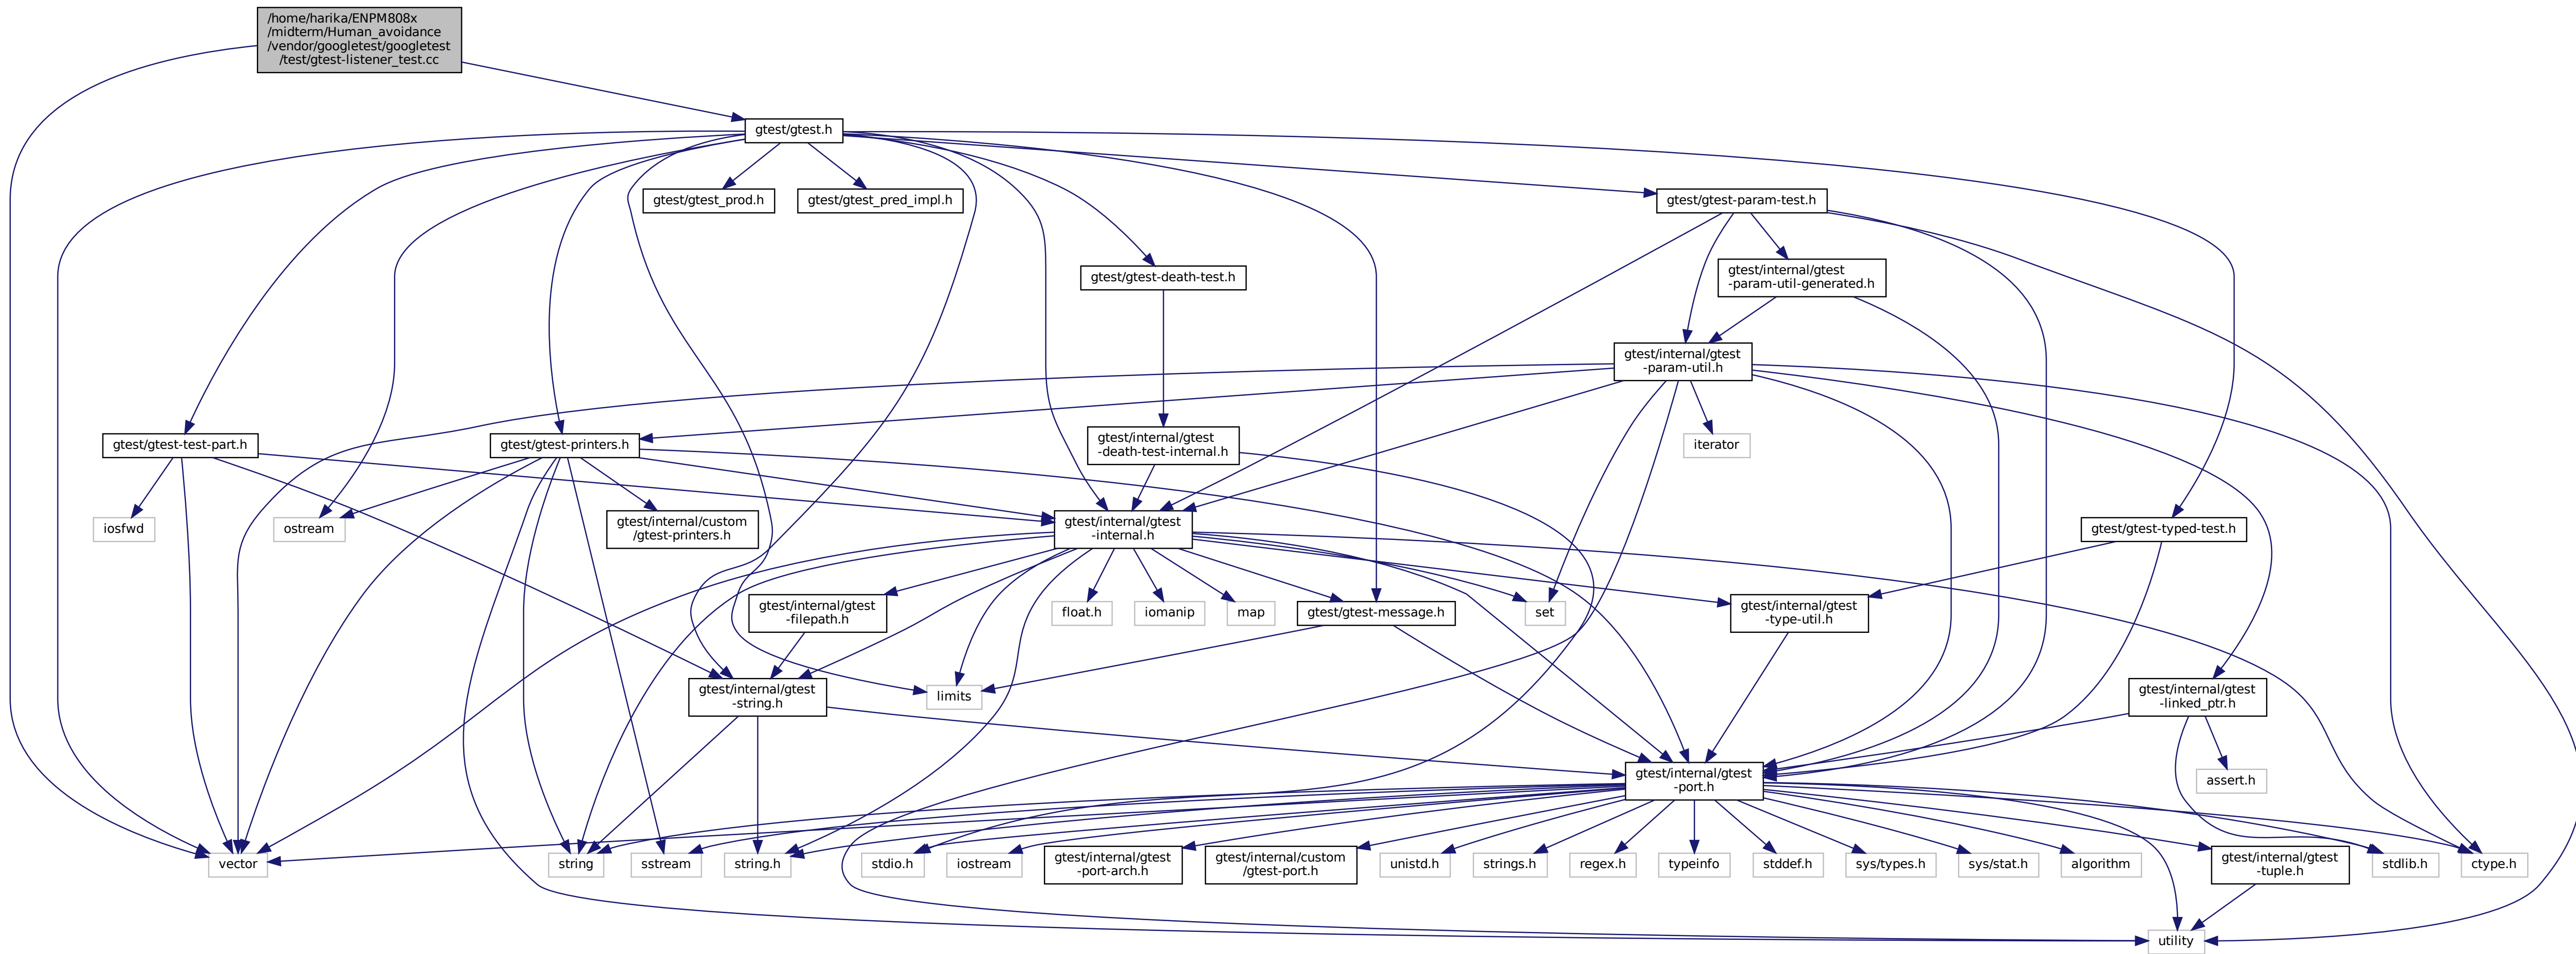 /home/harika/ENPM808x
/midterm/Human_avoidance
/vendor/googletest/googletest
/test/gtest-listener_test.cc
gtest/gtest.h
gtest/gtest_prod.h
gtest/gtest_pred_impl.h
gtest/gtest-param-test.h
gtest/gtest-death-test.h
gtest/internal/gtest
-param-util-generated.h
gtest/internal/gtest
-param-util.h
gtest/gtest-test-part.h
gtest/gtest-printers.h
gtest/internal/gtest
-death-test-internal.h
iterator
iosfwd
ostream
gtest/internal/custom
/gtest-printers.h
gtest/internal/gtest
-internal.h
gtest/gtest-typed-test.h
gtest/internal/gtest
-filepath.h
float.h
iomanip
map
gtest/gtest-message.h
set
gtest/internal/gtest
-type-util.h
gtest/internal/gtest
-string.h
limits
gtest/internal/gtest
-linked_ptr.h
gtest/internal/gtest
-port.h
assert.h
vector
string
sstream
string.h
stdio.h
iostream
gtest/internal/gtest
-port-arch.h
gtest/internal/custom
/gtest-port.h
unistd.h
strings.h
regex.h
typeinfo
stddef.h
sys/types.h
sys/stat.h
algorithm
gtest/internal/gtest
-tuple.h
stdlib.h
ctype.h
utility